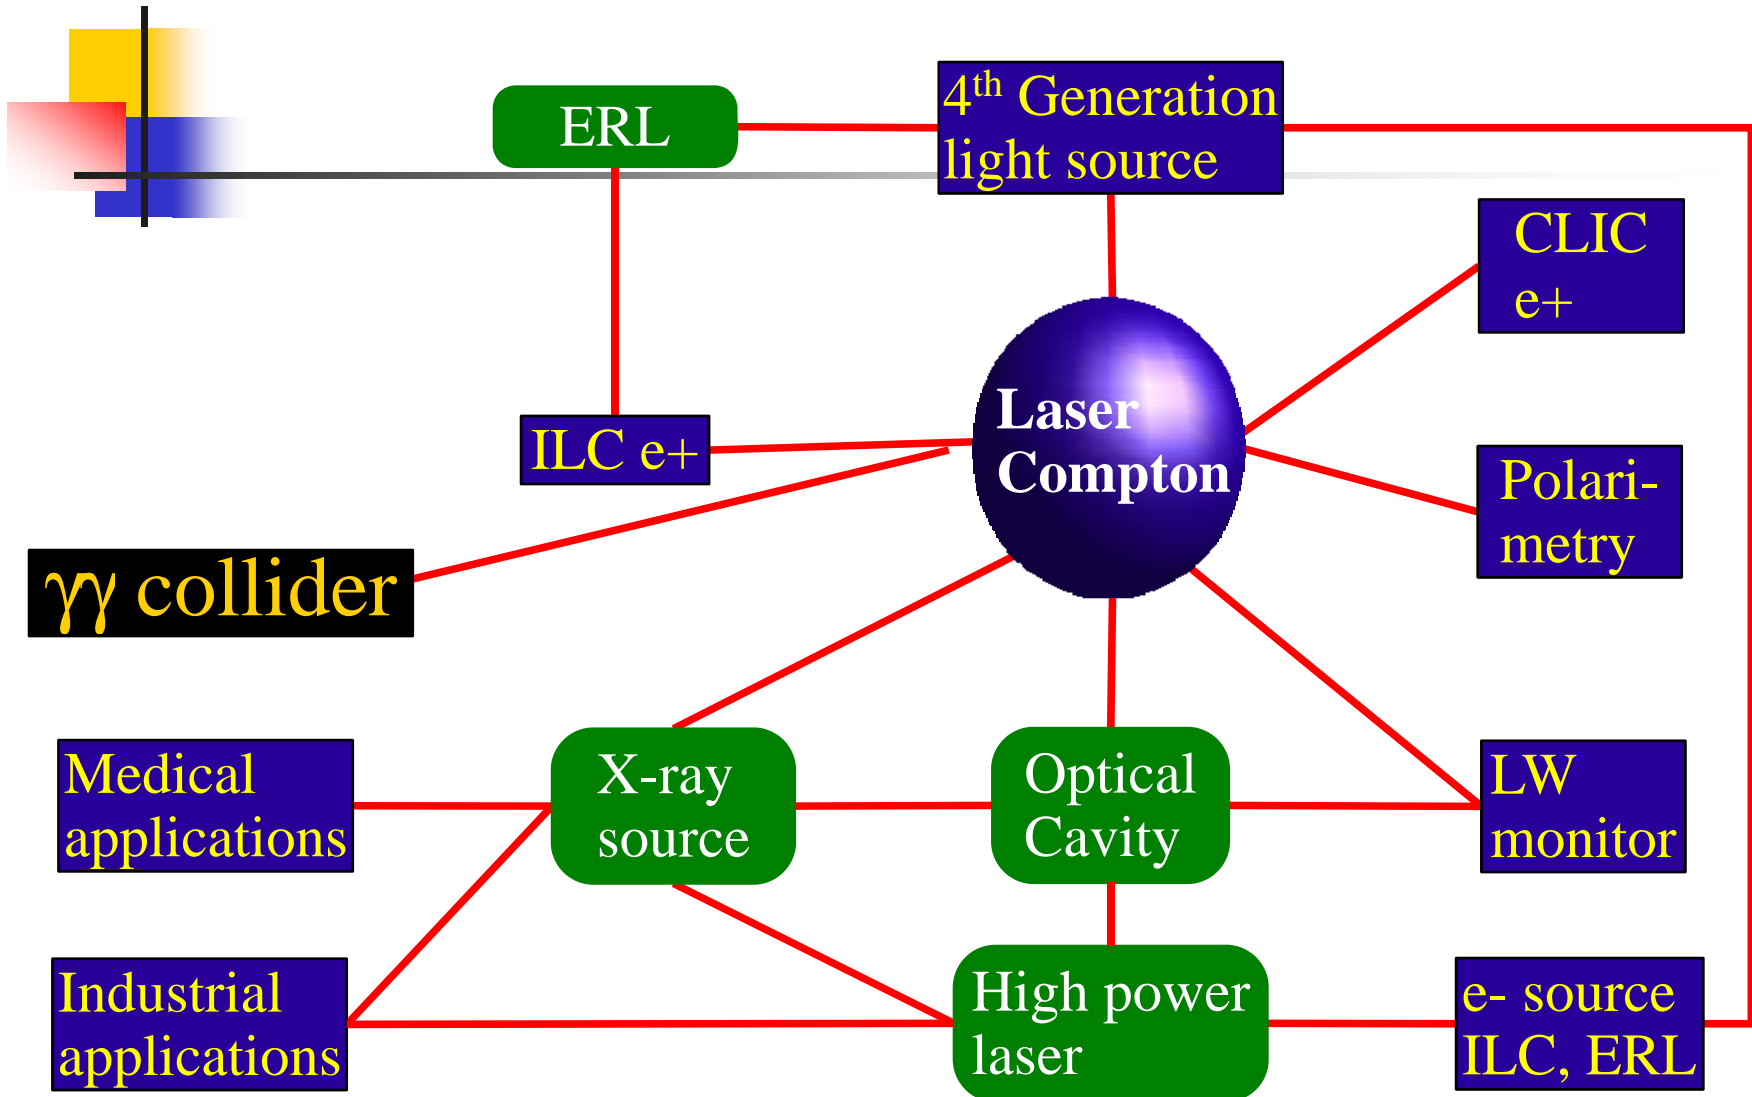 ERL
4th Generation
light source
CLIC
e+
Laser
Compton
ILC e+
Polari-
metry
γγ collider
Medical
applications
X-ray
source
Optical
Cavity
LW
monitor
Industrial
applications
High power
laser
e- source
ILC, ERL